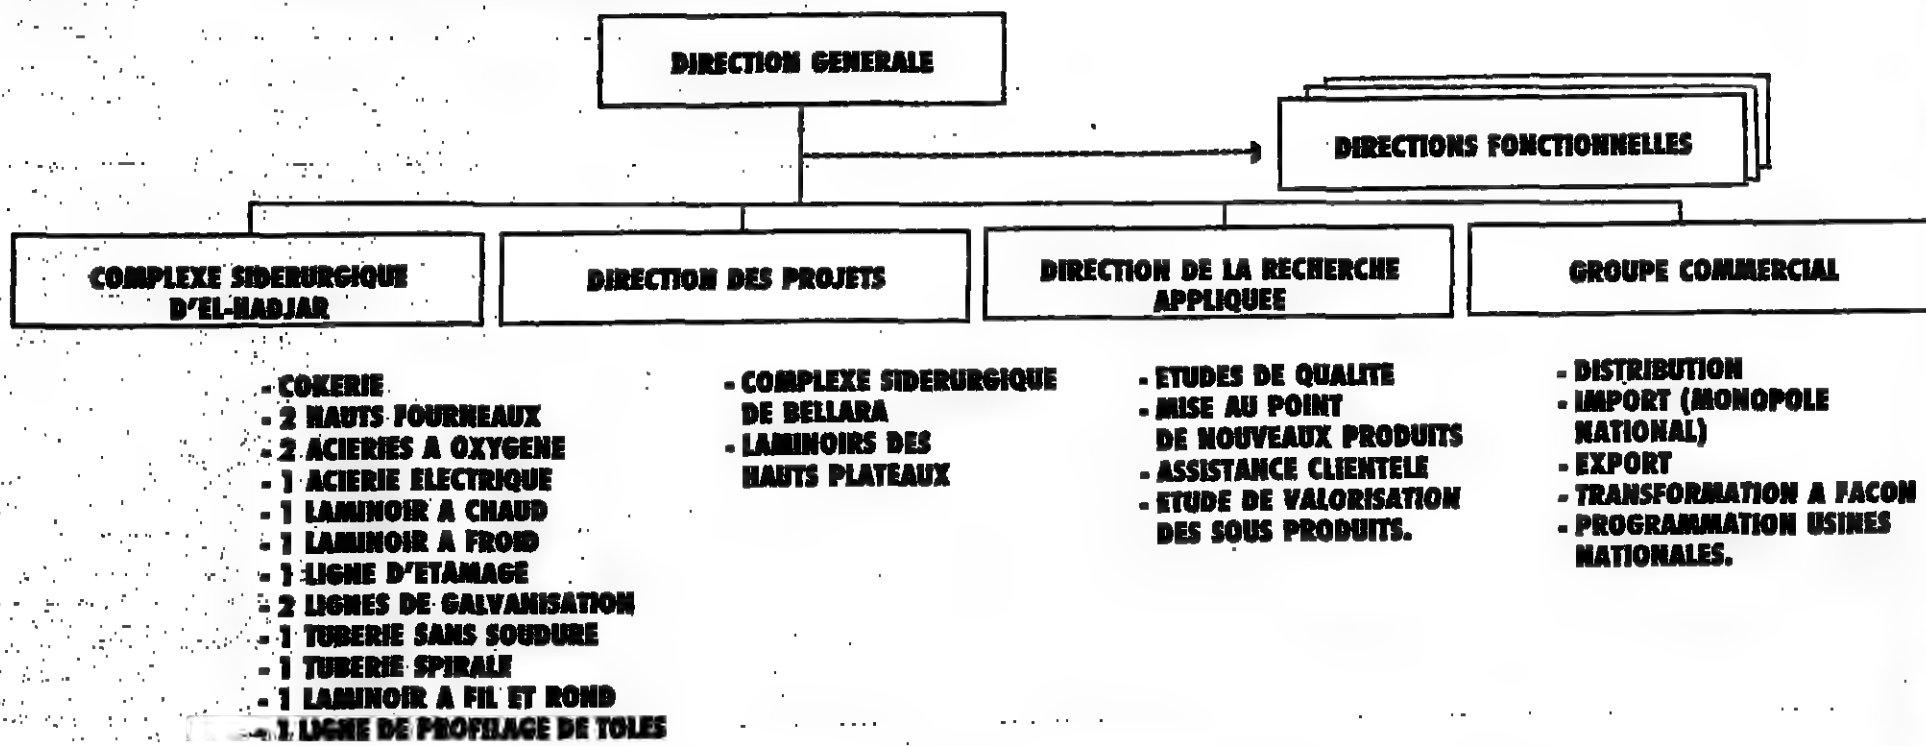 DIRECTION GENERALE
DIRECTIONS FONCTIONNELLES
COMPLEXE SIDERURGIQUE
D'EL-HADJAR
DIRECTION DES PROJETS
DIRECTION DE LA RECHERCHE
APPLIQUEE
GROUPE COMMERCIAL
- COKERIE
- 2 HAUTS FOURNEAUX
- 2 ACIERIES A OXYGENE
- 1 ACIERIE ELECTRIQUE
- 1 LAMINOIR A CHAUD
- 1 LAMINOIR A FROID
- 1 LIGNE D'ETAMAGE
- 2 LIGNES DE GALVANISATION
- 1 TUBERIE SANS SOUDURE
- 1 TUBERIE SPIRALE
- 1 LAMINOIR A FIL ET ROND
- 1 LIGNE DE PROFILAGE DE TOLES
- COMPLEXE SIDERURGIQUE
DE BELLARA
- LAMINOIRS DES
HAUTS PLATEAUX
- ETUDES DE QUALITE
- MISE AU POINT
DE NOUVEAUX PRODUITS
- ASSISTANCE CLIENTELE
- ETUDE DE VALORISATION
DES SOUS PRODUITS.
- DISTRIBUTION
- IMPORT (MONOPOLE
NATIONAL)
- EXPORT
- TRANSFORMATION A FACON
- PROGRAMMATION USINES
NATIONALES.